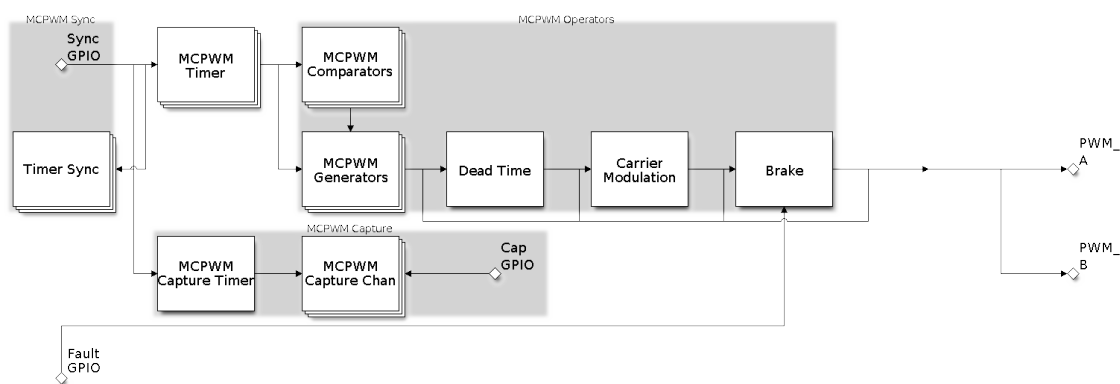 MCPWM Sync
MCPWM Operators
Sync
GPIO
MCPWM
Timer
MCPWM
Comparators
Timer Sync
MCPWM
Generators
Dead Time
Carrier
Modulation
Brake
PWM_
A
MCPWM Capture
MCPWM
Capture Timer
MCPWM
Capture Chan
Cap
GPIO
PWM_
B
Fault
GPIO